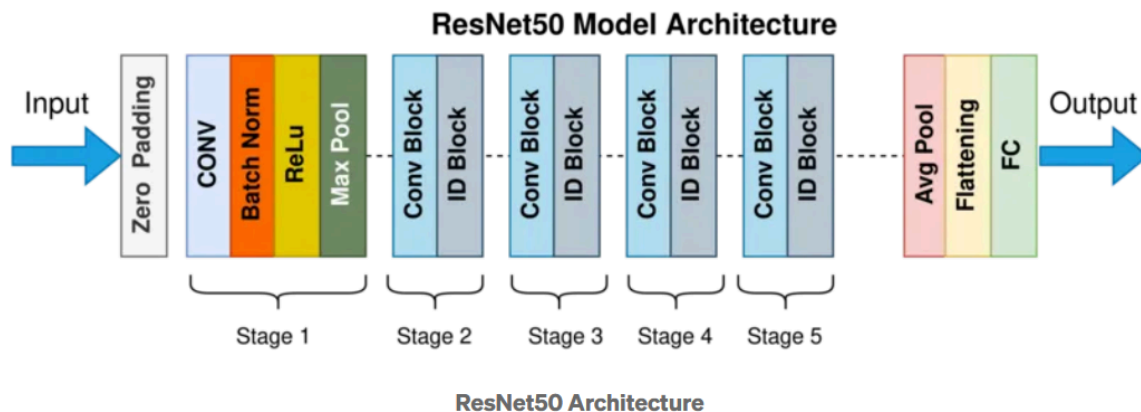 ResNet50 Model Architecture
Input
Zero Padding
CONV
Batch Norm
ReLu
Max Pool
Conv Block
ID Block
Conv Block
ID Block
Conv Block
ID Block
Conv Block
ID Block
Avg Pool
Flattening
FC
Output
Stage 1
Stage 2
Stage 3
Stage 4
Stage 5
ResNet50 Architecture